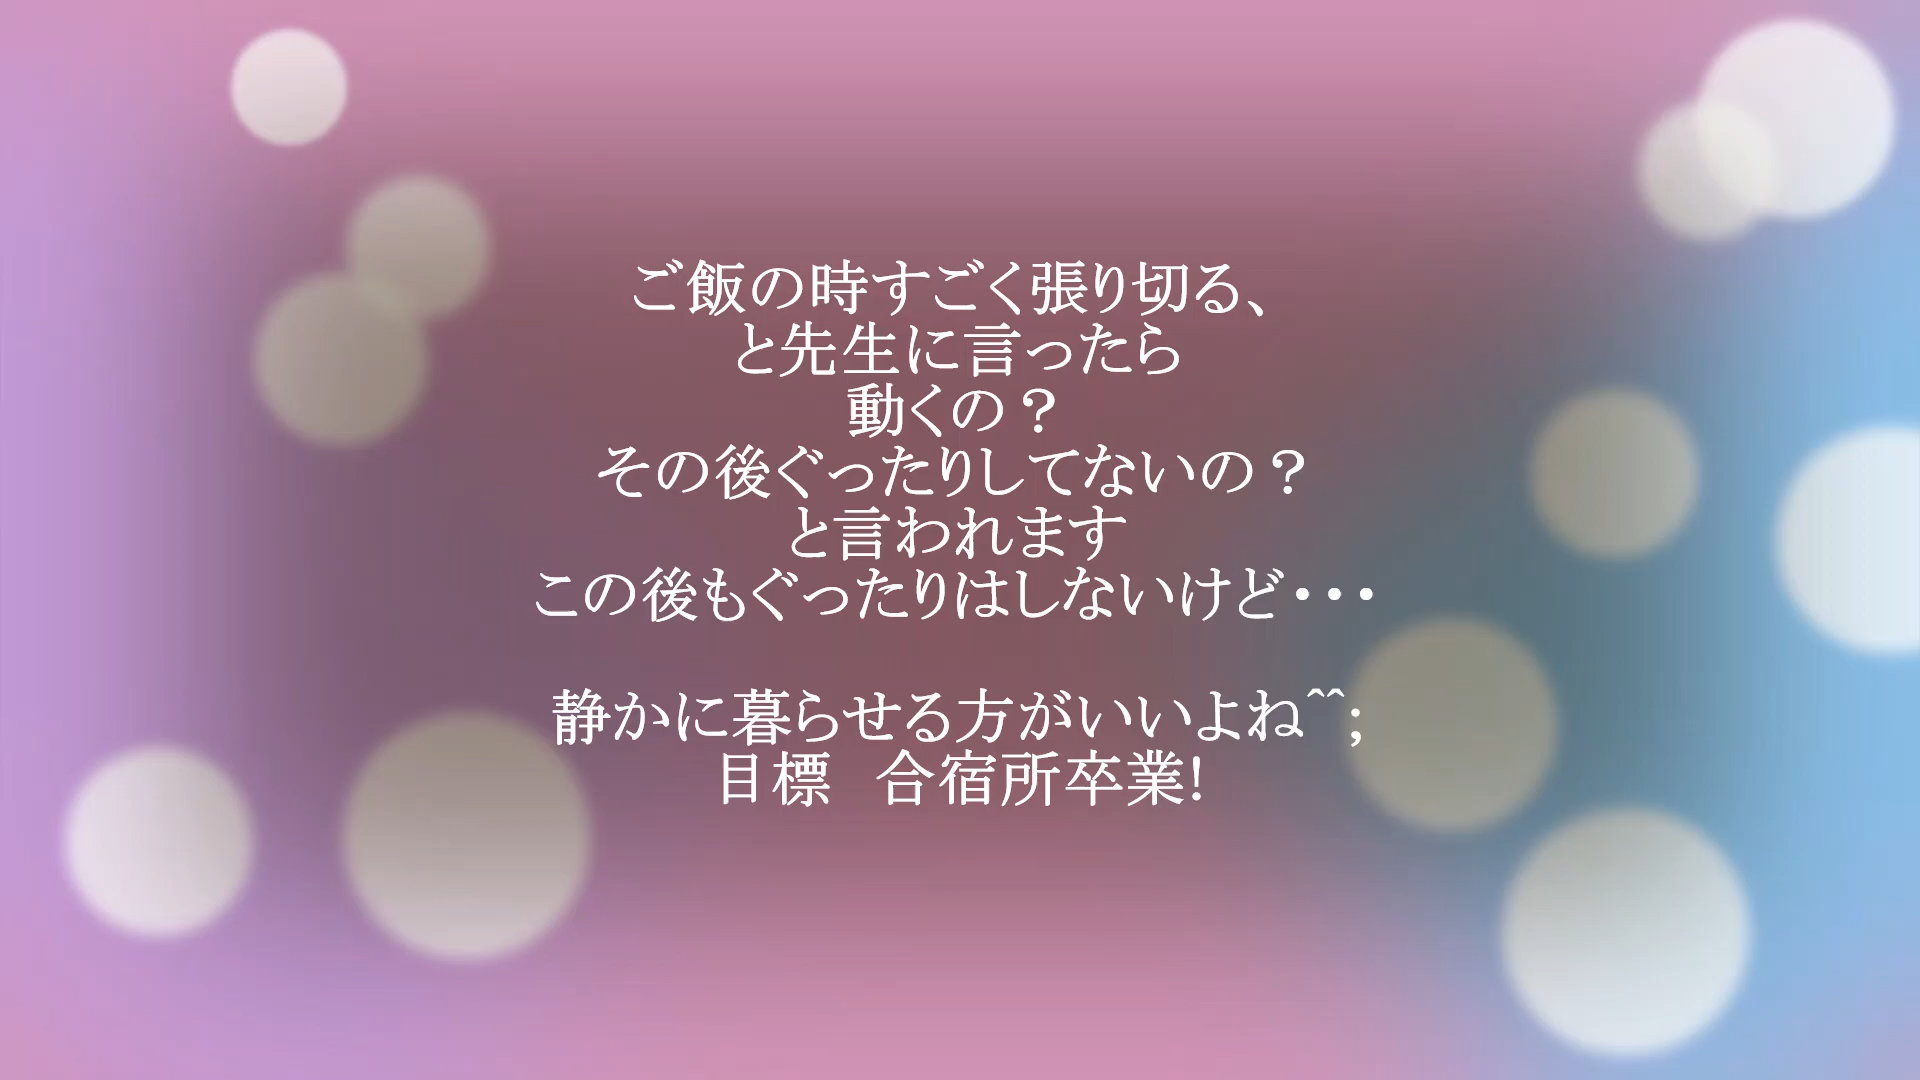 ご飯の時すごく張り切る、
と先生に言ったら
動くの？
その後ぐったりしてないの？
と言われます
この後もぐったりはしないけど・・・
静かに暮らせる方がいいよね^^;
目標　合宿所卒業!